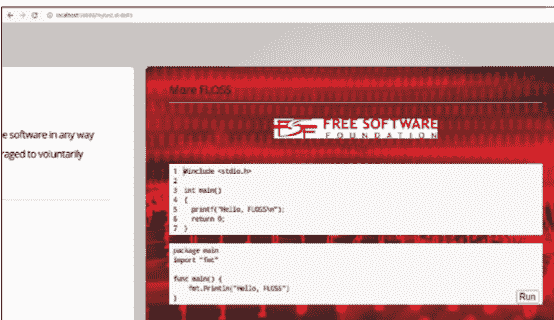 localhost
e software in any way
raged to voluntarily
More FLOSS
FSF FREE SOFTWARE
FOUNDATION
1 #include <stdio.h>
2
3 int main()
4 {
5 printf("Hello, FLOSS\n");
6 return 0;
7 }
package main
import "fmt"
func main() {
fmt.Println("Hello, FLOSS")
}
Run